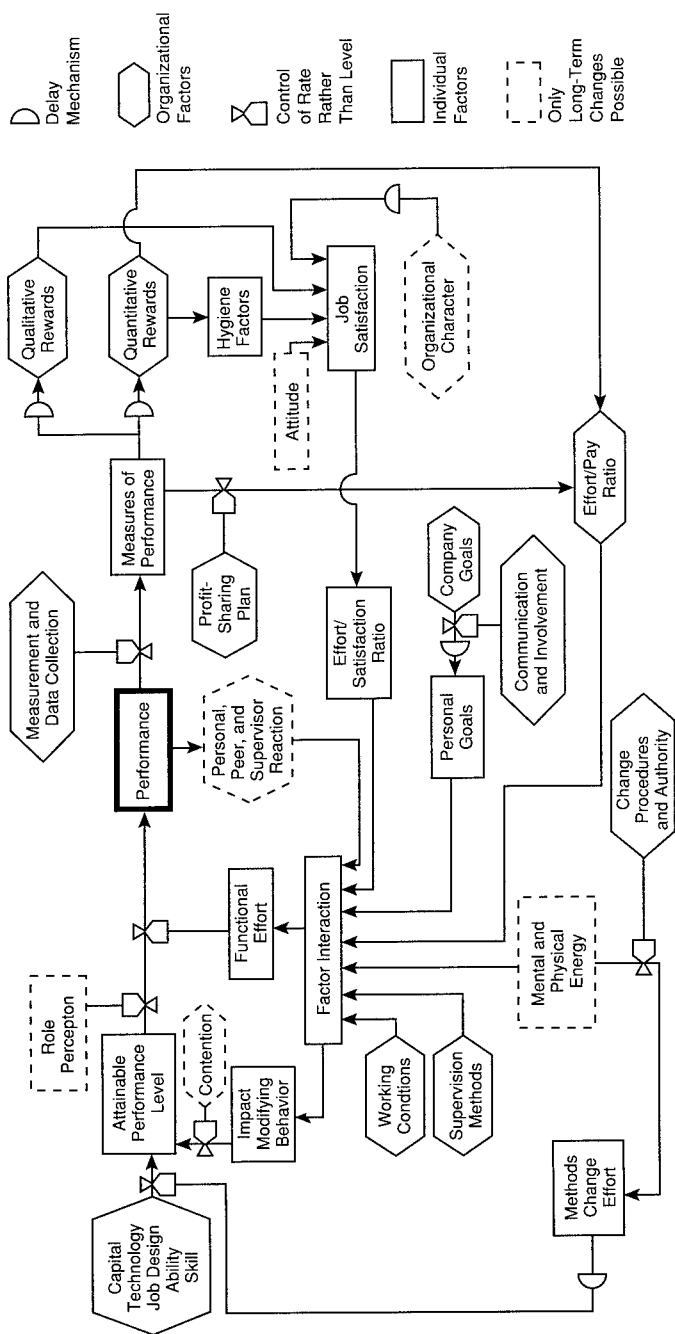 Capital
Technology
Job Design
Ability
Skill
Role
Percepton
Attainable
Performance
Level
Contention
Impact
Modifying
Behavior
Functional
Effort
Factor Interaction
Working
Condtions
Supervision
Methods
Measurement and
Data Collection
Performance
Personal,
Peer, and
Supervisor
Reaction
Measures of
Performance
Profit-
Sharing
Plan
Qualitative
Rewards
Quantitative
Rewards
Hygiene
Factors
Attitude
Job
Satisfaction
Organizational
Character
Effort/
Satisfaction
Ratio
Personal
Goals
Company
Goals
Communication
and Involvement
Effort/Pay
Ratio
Mental and
Physical
Energy
Change
Procedures
and Authority
Methods
Change
Effort
Delay
Mechanism
Organizational
Factors
Control
of Rate
Rather
Than Level
Individual
Factors
Only
Long-Term
Changes
Possible